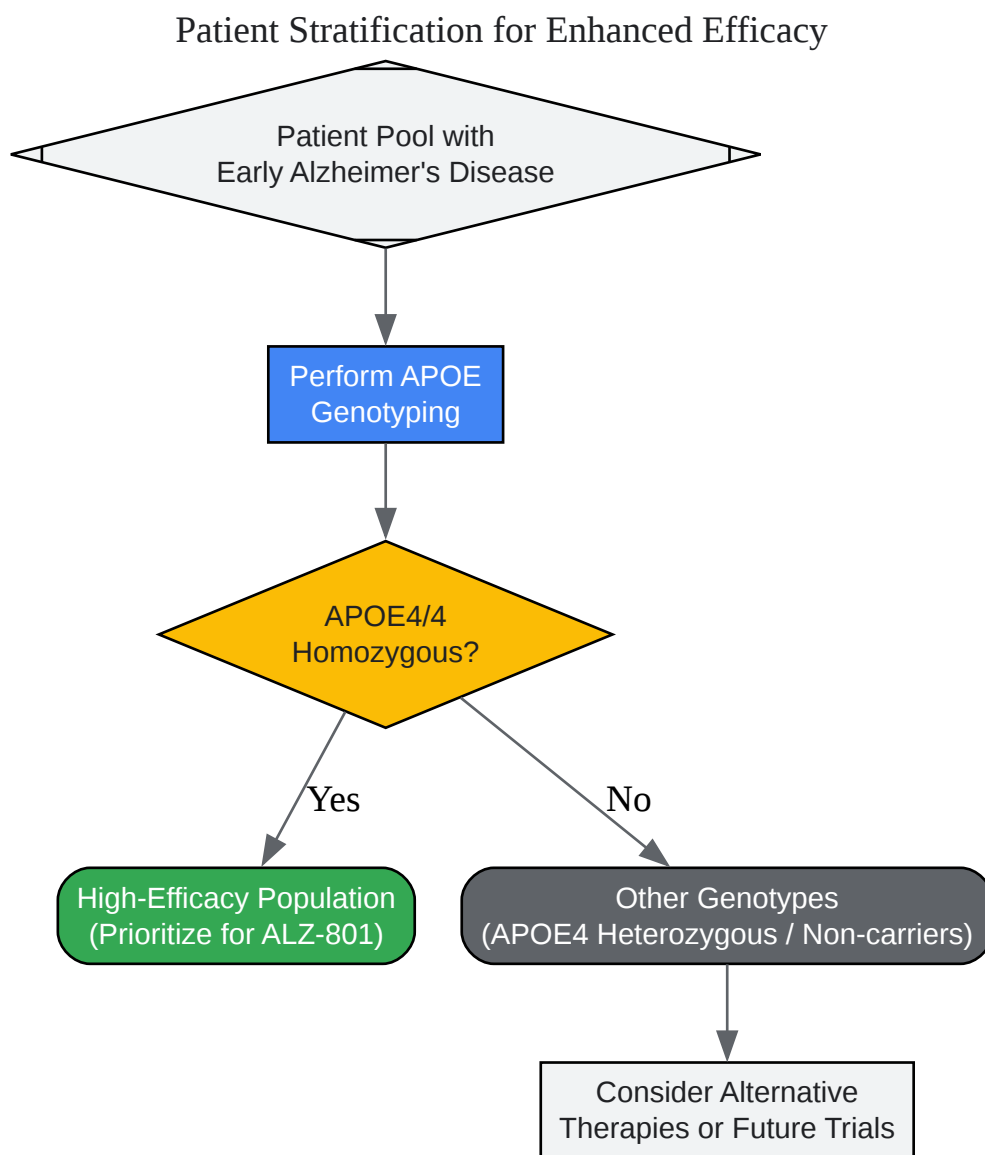 Patient Stratification for Enhanced Efficacy
Patient Pool with
Early Alzheimer's Disease
Perform APOE
Genotyping
APOE4/4
Homozygous?
Yes
No
High-Efficacy Population
(Prioritize for ALZ-801)
Other Genotypes
(APOE4 Heterozygous / Non-carriers)
Consider Alternative
Therapies or Future Trials